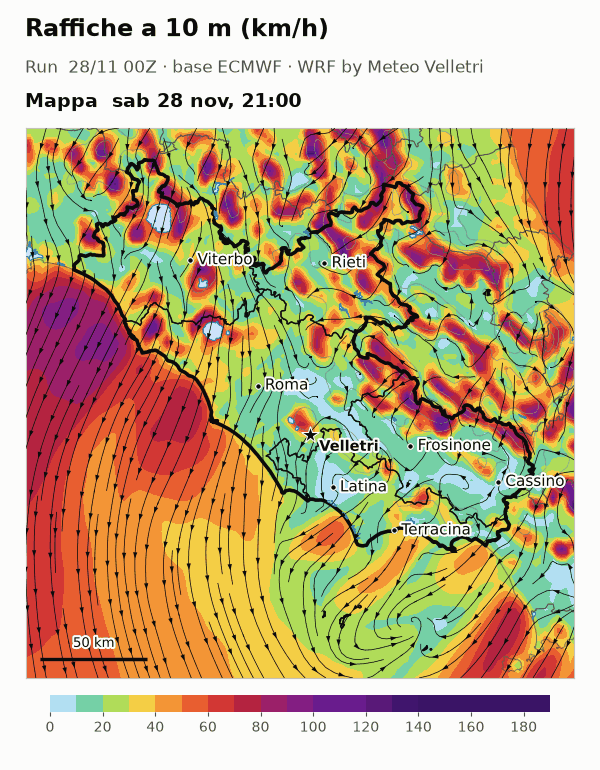 Raffiche a 10 m (km/h)
Run 28/11 00Z · base ECMWF · WRF by Meteo Velletri
Mappa sab 28 nov, 21:00
Viterbo
Rieti
Roma
Velletri
Frosinone
Cassino
Latina
Terracina
50 km
0 20 40 60 80 100 120 140 160 180